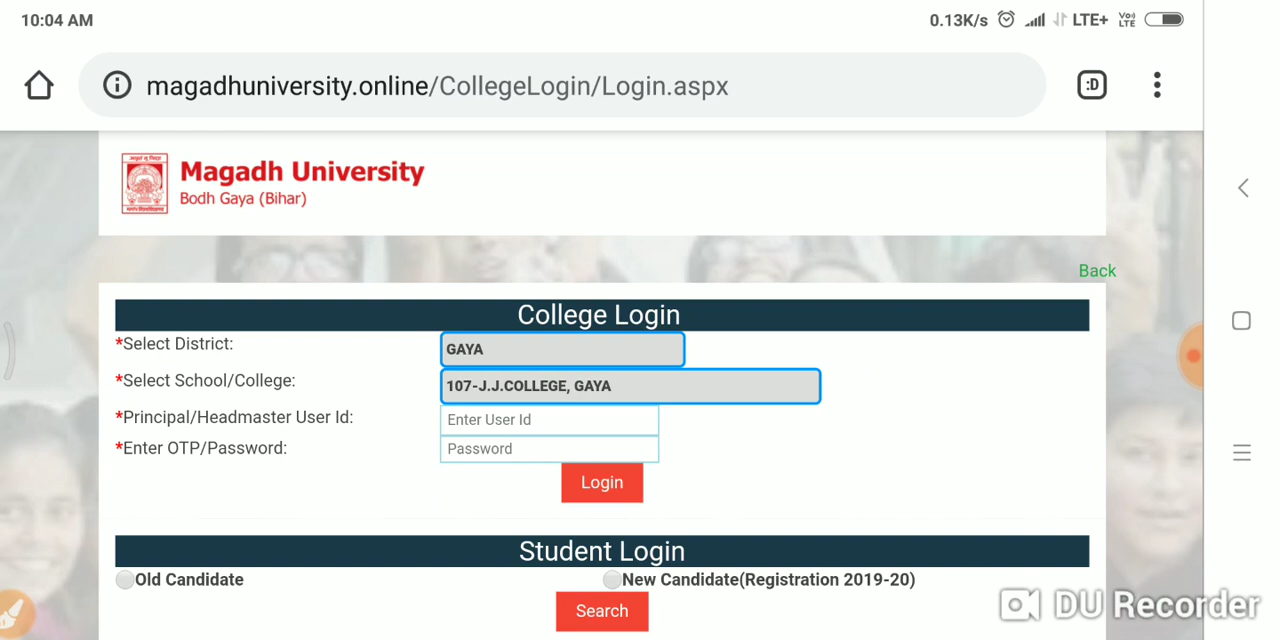 10:04 AM
0.13K/s LTE+ Vo) LTE
magadhuniversity.online/CollegeLogin/Login.aspx
:D
Magadh University
Bodh Gaya (Bihar)
Back
College Login
*Select District:
GAYA
*Select School/College:
107-J.J.COLLEGE, GAYA
*Principal/Headmaster User Id:
Enter User Id
*Enter OTP/Password:
Password
Login
Student Login
Old Candidate
New Candidate(Registration 2019-20)
Search
DU Recorder